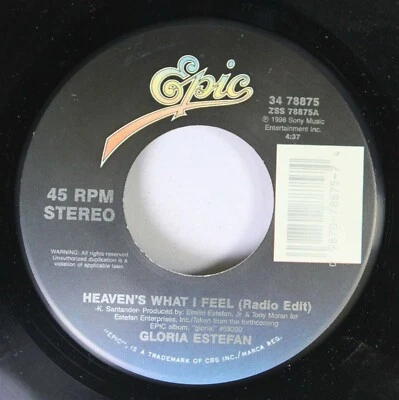 Epic
34 78875
ZSS 78875A
℗ 1998 Sony Music
Entertainment Inc.
4:37
45 RPM
STEREO
WARNING: All rights reserved.
Unauthorized duplication is a
violation of applicable laws.
HEAVEN'S WHAT I FEEL (Radio Edit)
-K. Santander- Produced by: Emilio Estefan, Jr & Tony Moran for
Estefan Enterprises, Inc./Taken from the forthcoming
EPIC album, "gloria!" #69000
GLORIA ESTEFAN
"EPIC", IS A TRADEMARK OF CBS INC./MARCA REG.